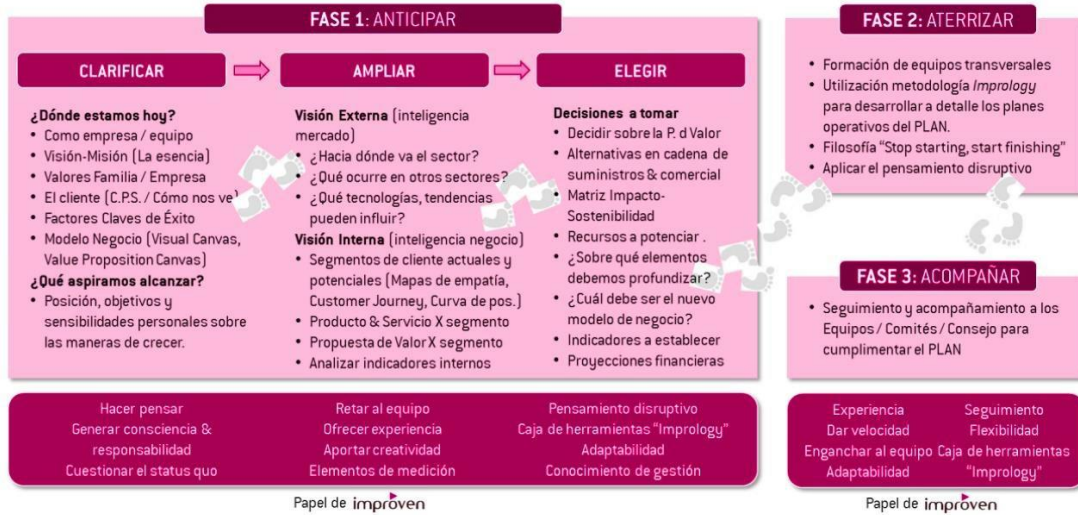 FASE 1: ANTICIPAR
CLARIFICAR
¿Dónde estamos hoy?
• Como empresa / equipo
• Visión-Misión (La esencia)
• Valores Familia / Empresa
• El cliente (C.P.S. / Cómo nos ve)
• Factores Claves de Éxito
• Modelo Negocio (Visual Canvas,
Value Proposition Canvas)
¿Qué aspiramos alcanzar?
• Posición, objetivos y
sensibilidades personales sobre
las maneras de crecer.
AMPLIAR
Visión Externa (inteligencia
mercado)
• ¿Hacia dónde va el sector?
• ¿Qué ocurre en otros sectores?
• ¿Qué tecnologías, tendencias
pueden influir?
Visión Interna (inteligencia negocio)
• Segmentos de cliente actuales y
potenciales (Mapas de empatía,
Customer Journey, Curva de pos.)
• Producto & Servicio X segmento
• Propuesta de Valor X segmento
• Analizar indicadores internos
ELEGIR
Decisiones a tomar
• Decidir sobre la P. d Valor
• Alternativas en cadena de
suministros & comercial
• Matriz Impacto-
Sostenibilidad
• Recursos a potenciar .
• ¿Sobre qué elementos
debemos profundizar?
• ¿Cuál debe ser el nuevo
modelo de negocio?
• Indicadores a establecer
• Proyecciones financieras
Hacer pensar
Generar consciencia &
responsabilidad
Cuestionar el status quo
Retar al equipo
Ofrecer experiencia
Aportar creatividad
Elementos de medición
Pensamiento disruptivo
Caja de herramientas "Imprology"
Adaptabilidad
Conocimiento de gestión
Papel de improven
FASE 2: ATERRIZAR
• Formación de equipos transversales
• Utilización metodología Imprology
para desarrollar a detalle los planes
operativos del PLAN.
• Filosofía "Stop starting, start finishing"
• Aplicar el pensamiento disruptivo
FASE 3: ACOMPAÑAR
• Seguimiento y acompañamiento a los
Equipos / Comités / Consejo para
cumplimentar el PLAN
Experiencia
Dar velocidad
Enganchar al equipo
Adaptabilidad
Seguimiento
Flexibilidad
Caja de herramientas
"Imprology"
Papel de improven